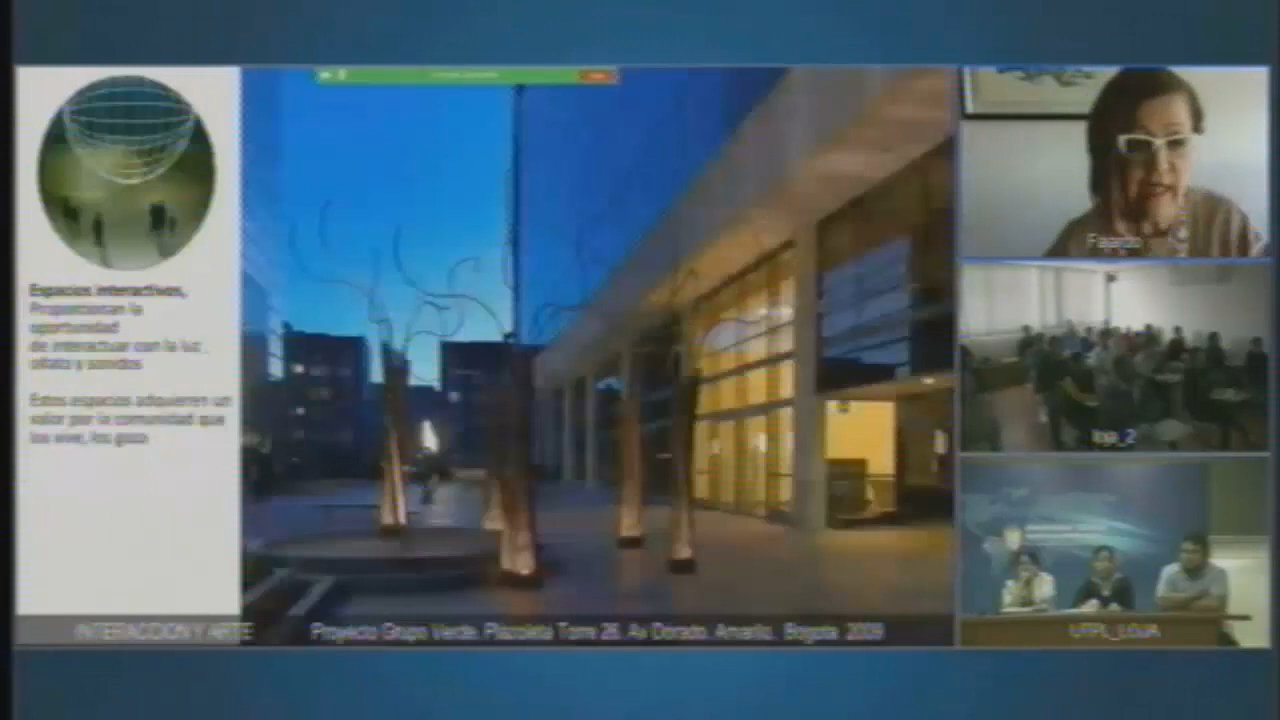 Espacios interactivos,
Proporcionan la
oportunidad
de interactuar con la luz,
olfato y sonidos
Estos espacios adquieren un
valor por la comunidad que
los vive, los goza
INTERACCION Y ARTE
Proyecto Grupo Verde. Plazoleta Torre 26. Av Dorado. Amarilo. Bogota 2009
Fajardo
loja_2
UTPL_LOJA